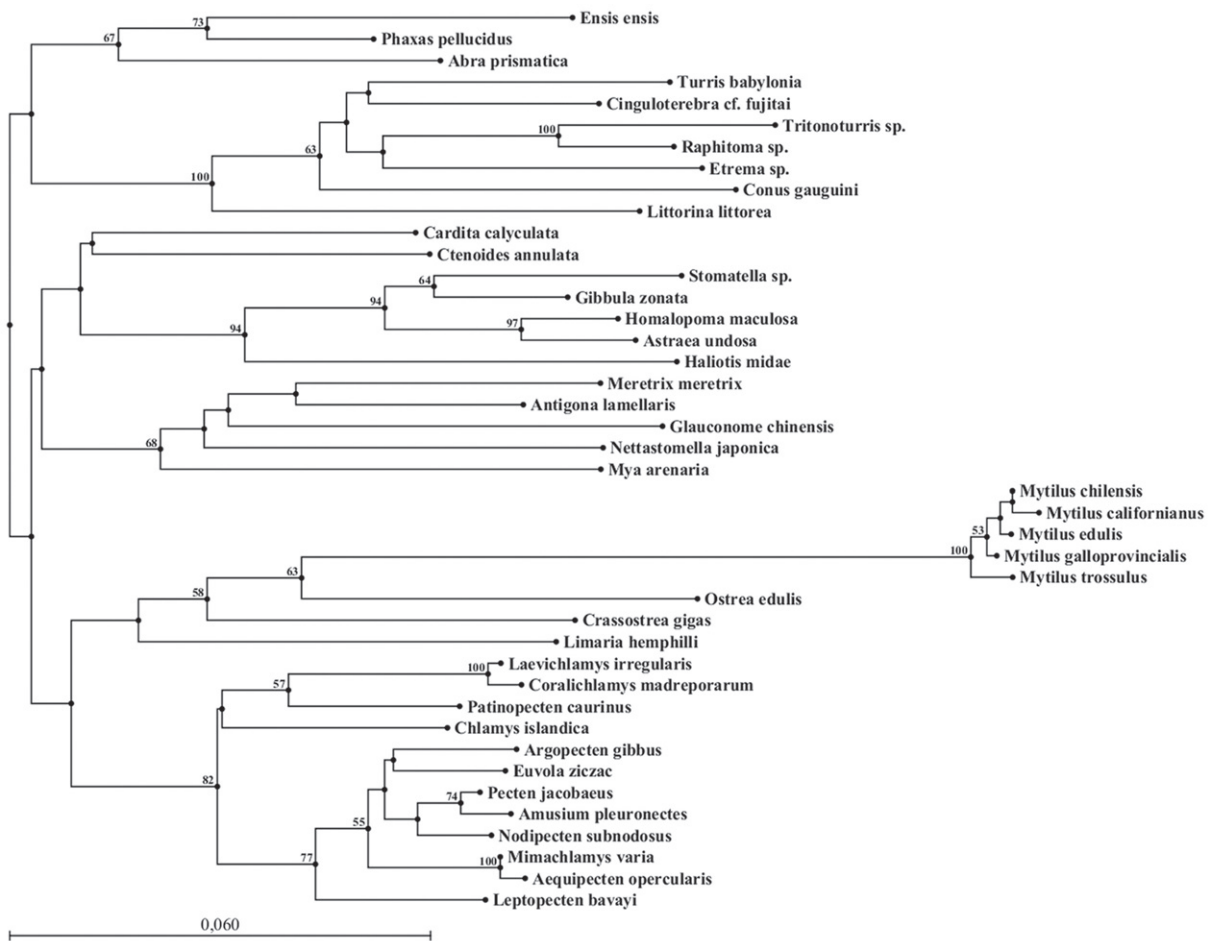 Ensis ensis
73
Phaxas pellucidus
67
Abra prismatica
Turris babylonia
Cinguloterebra cf. fujitai
Tritonoturris sp.
100
Raphitoma sp.
63
Etrema sp.
100
Conus gauguini
Littorina littorea
Cardita calyculata
Ctenoides annulata
Stomatella sp.
64
Gibbula zonata
94
Homalopoma maculosa
97
94
Astraea undosa
Haliotis midae
Meretrix meretrix
Antigona lamellaris
Glauconome chinensis
68
Nettastomella japonica
Mya arenaria
Mytilus chilensis
Mytilus californianus
53
Mytilus edulis
100
Mytilus galloprovincialis
63
Mytilus trossulus
58
Ostrea edulis
Crassostrea gigas
Limaria hemphilli
100
Laevichlamys irregularis
57
Coralichlamys madreporarum
Patinopecten caurinus
Chlamys islandica
Argopecten gibbus
82
Euvola ziczac
74
Pecten jacobaeus
Amusium pleuronectes
55
Nodipecten subnodosus
77
100
Mimachlamys varia
Aequipecten opercularis
Leptopecten bavayi
0,060